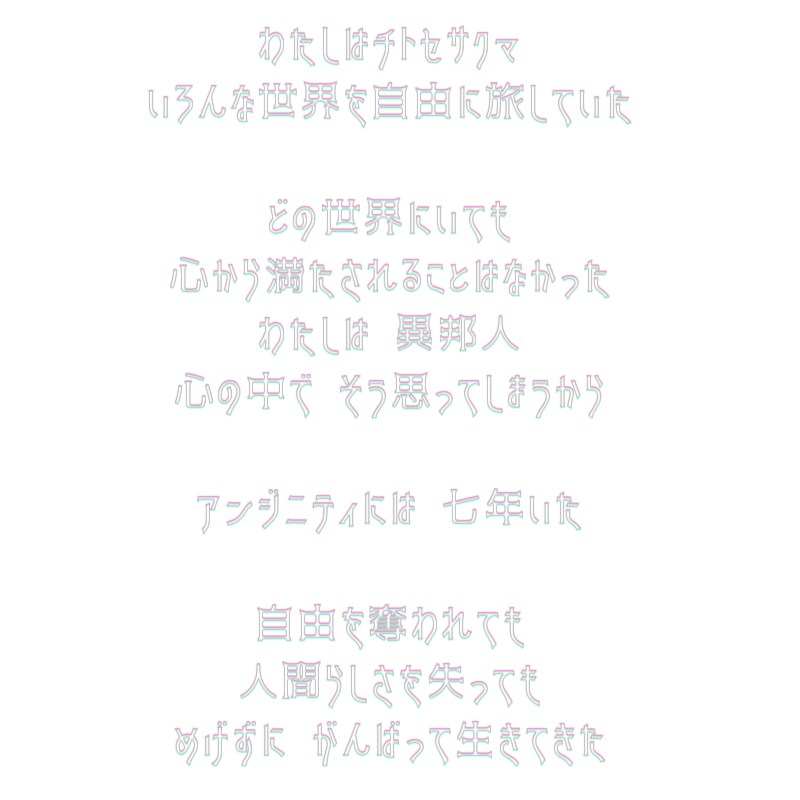 わたしはチトセサクマ
いろんな世界を自由に旅していた
どの世界にいても
心から満たされることはなかった
わたしは 異邦人
心の中で そう思ってしまうから
アンジニティには 七年いた
自由を奪われても
人間らしさを失っても
めげずに がんばって生きてきた